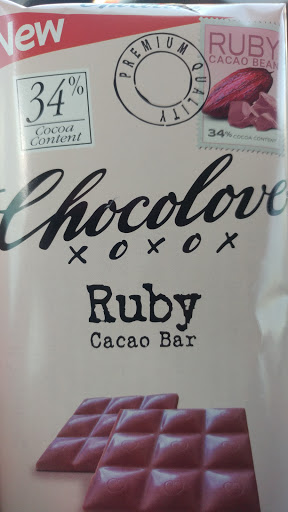 New
34%
Cocoa
Content
PREMIUM QUALITY
RUBY
CACAO BEAN
34% COCOA CONTENT
Chocolove
XOXOX
Ruby
Cacao Bar